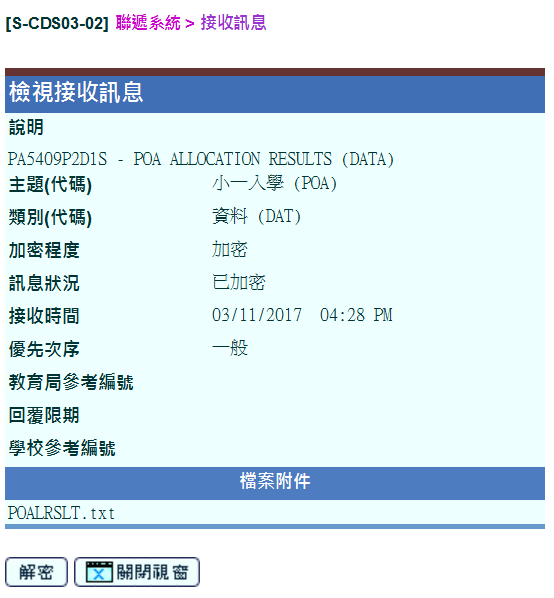 [S-CDS03-02] 聯遞系統 > 接收訊息
檢視接收訊息
說明
PA5409P2D1S - POA ALLOCATION RESULTS (DATA)
主題(代碼) 小一入學 (POA)
類別(代碼) 資料 (DAT)
加密程度 加密
訊息狀況 已加密
接收時間 03/11/2017 04:28 PM
優先次序 一般
教育局參考編號
回覆限期
學校參考編號
檔案附件
POALRSLT.txt
解密 關閉視窗